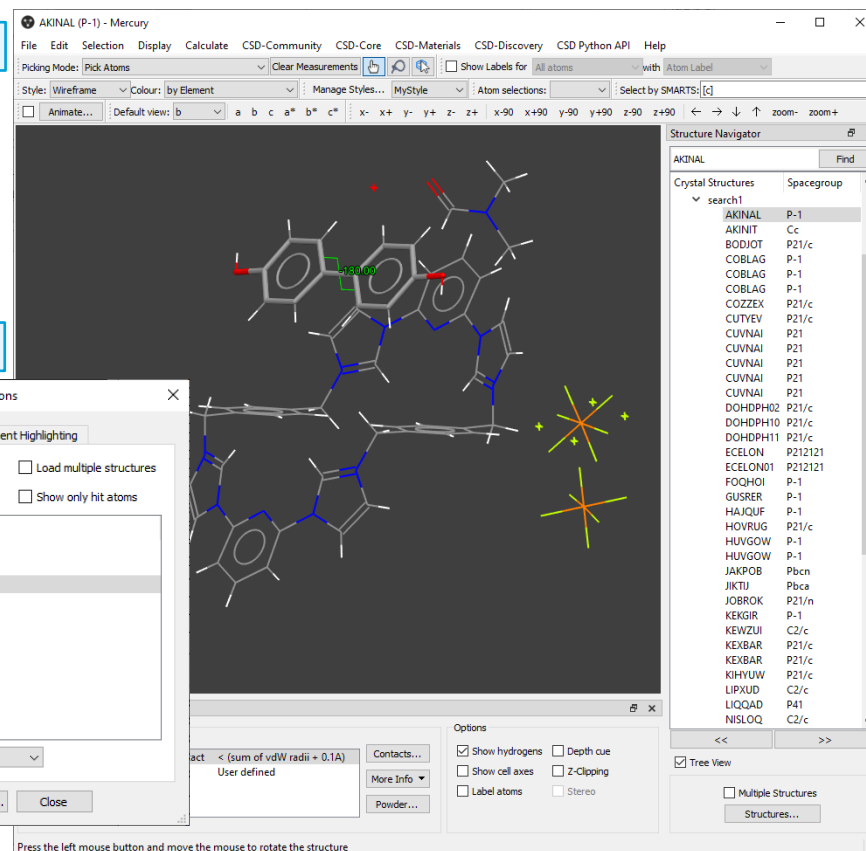 AKINAL (P-1) - Mercury
File Edit Selection Display Calculate CSD-Community CSD-Core CSD-Materials CSD-Discovery CSD Python API Help
Picking Mode: Pick Atoms Clear Measurements Show Labels for All atoms with Atom Label
Style: Wireframe Colour: by Element Manage Styles... MyStyle Atom selections: Select by SMARTS: [c]
Animate... Default view: b a b c a* b* c* x- x+ y- y+ z- z+ x-90 x+90 y-90 y+90 z-90 z+90 ← → ↓ ↑ zoom- zoom+
-180.00
Structure Navigator
AKINAL Find
Crystal Structures Spacegroup
search1
AKINAL P-1
AKINIT Cc
BODJOT P21/c
COBLAG P-1
COBLAG P-1
COBLAG P-1
COZZEX P21/c
CUTYEV P21/c
CUVNAI P21
CUVNAI P21
CUVNAI P21
CUVNAI P21
CUVNAI P21
DOHDPH02 P21/c
DOHDPH10 P21/c
DOHDPH11 P21/c
ECELON P212121
ECELON01 P212121
FOQHOI P-1
GUSRER P-1
HAJQUF P-1
HOVRUG P21/c
HUVGOW P-1
HUVGOW P-1
JAKPOB Pbcn
JIKTIJ Pbca
JOBROK P21/n
KEKGIR P-1
KEWZUI C2/c
KEXBAR P21/c
KEXBAR P21/c
KIHYUW P21/c
LIPXUD C2/c
LIQQAD P41
NISLOQ C2/c
<< >>
Tree View
Multiple Structures
Structures...
ons
ent Highlighting
Load multiple structures
Show only hit atoms
Close
act < (sum of vdW radii + 0.1A)
User defined
Contacts...
More Info
Powder...
Options
Show hydrogens Depth cue
Show cell axes Z-Clipping
Label atoms Stereo
Press the left mouse button and move the mouse to rotate the structure